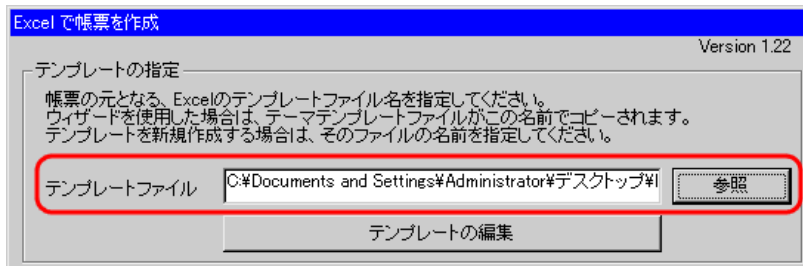 Excel で帳票を作成
Version 1.22
テンプレートの指定
帳票の元となる、Excelのテンプレートファイル名を指定してください。
ウィザードを使用した場合は、テーマテンプレートファイルがこの名前でコピーされます。
テンプレートを新規作成する場合は、そのファイルの名前を指定してください。
テンプレートファイル C:¥Documents and Settings¥Administrator¥デスクトップ¥ 参照
テンプレートの編集